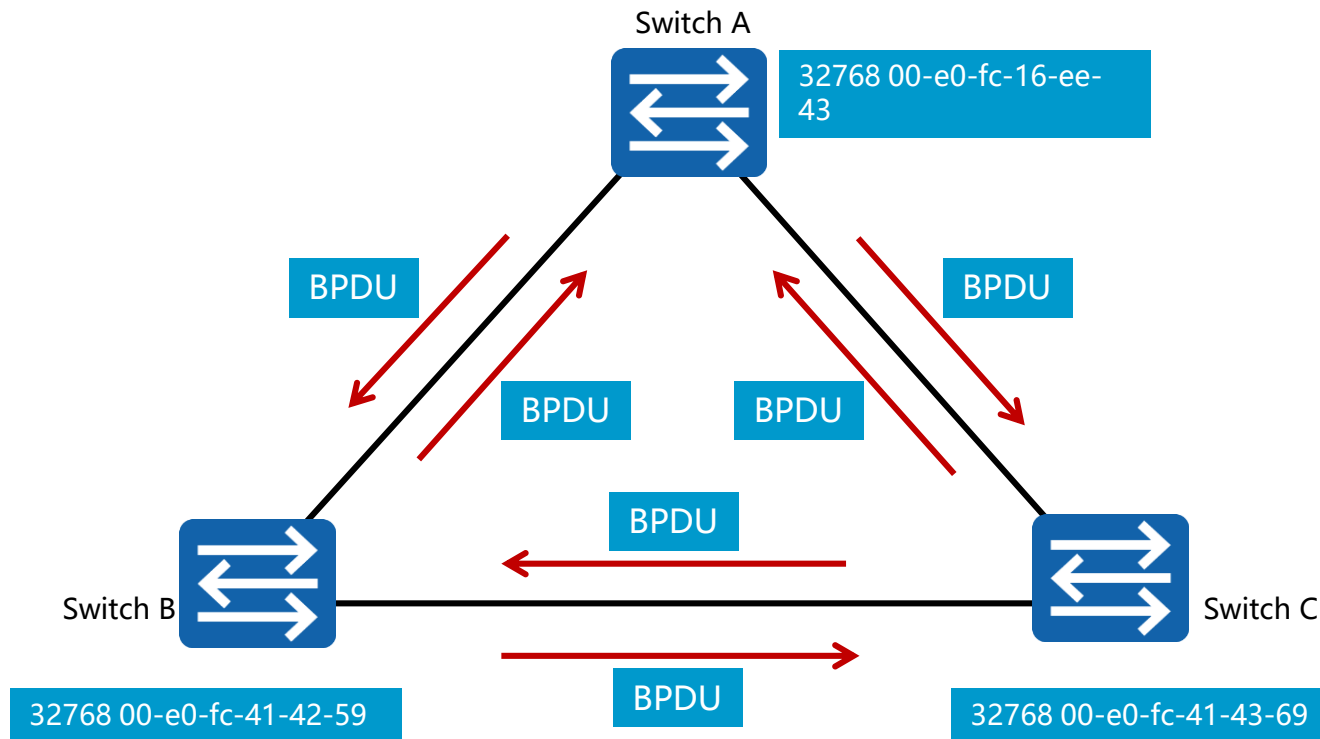 Switch A
32768 00-e0-fc-16-ee-
43
BPDU
BPDU
BPDU
BPDU
BPDU
Switch B
Switch C
BPDU
32768 00-e0-fc-41-42-59
32768 00-e0-fc-41-43-69